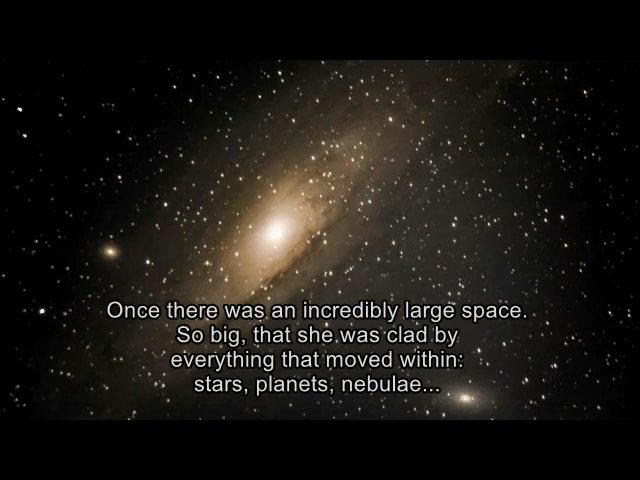 Once there was an incredibly large space.
So big, that she was clad by
everything that moved within:
stars, planets, nebulae...